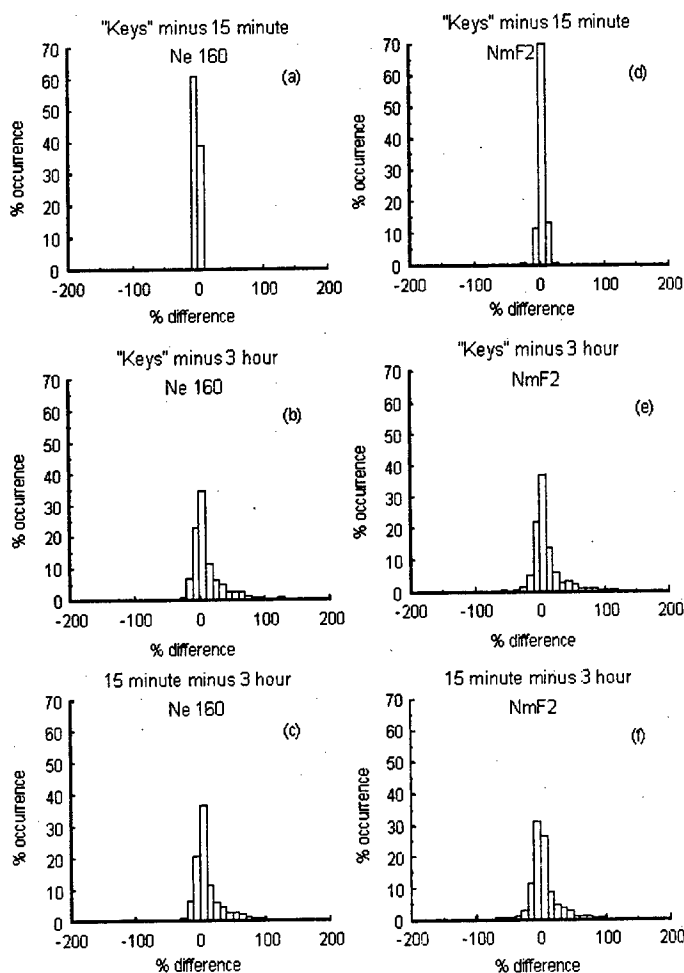 "Keys" minus 15 minute
Ne 160
(a)
70
60
50
40
30
20
10
0
% occurrence
-200 -100 0 100 200
% difference
"Keys" minus 15 minute
NmF2
(d)
70
60
50
40
30
20
10
0
% occurrence
-200 -100 0 100 200
% difference
"Keys" minus 3 hour
Ne 160
(b)
70
60
50
40
30
20
10
0
% occurrence
-200 -100 0 100 200
% difference
"Keys" minus 3 hour
NmF2
(e)
70
60
50
40
30
20
10
0
% occurrence
-200 -100 0 100 200
% difference
15 minute minus 3 hour
Ne 160
(c)
70
60
50
40
30
20
10
0
% occurrence
-200 -100 0 100 200
% difference
15 minute minus 3 hour
NmF2
(f)
70
60
50
40
30
20
10
0
% occurrence
-200 -100 0 100 200
% difference